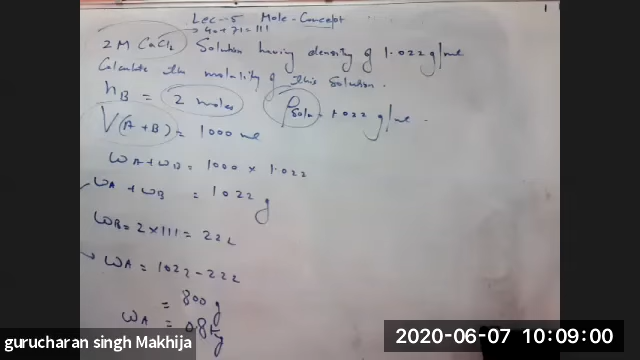 Lec-5 Mole-Concept
1
→ 40+71=111
2M CaCl2 Solution having density of 1.022 g/ml
Calculate the molality of this solution.
nB = 2 moles ρsoln = 1.022 g/ml.
V(A+B) = 1000 ml
WA+WB = 1000 × 1.022
WA + WB = 1022 g
WB = 2×111 = 222
WA = 1022-222
= 800 g
WA = 0.8 kg
gurucharan singh Makhija
2020-06-07 10:09:00